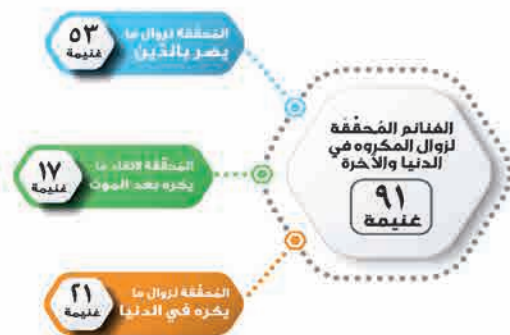 الغنائم المُحقِّقة
لزوال المكروه في
الدنيا والآخرة
٩١
غنيمة
المُحقِّقة لزوال ما
يضر بالدّين
٥٣
غنيمة
المُحقِّقة لاتقاء ما
يكره بعد الموت
١٧
غنيمة
المُحقِّقة لزوال ما
يكره في الدنيا
٢١
غنيمة